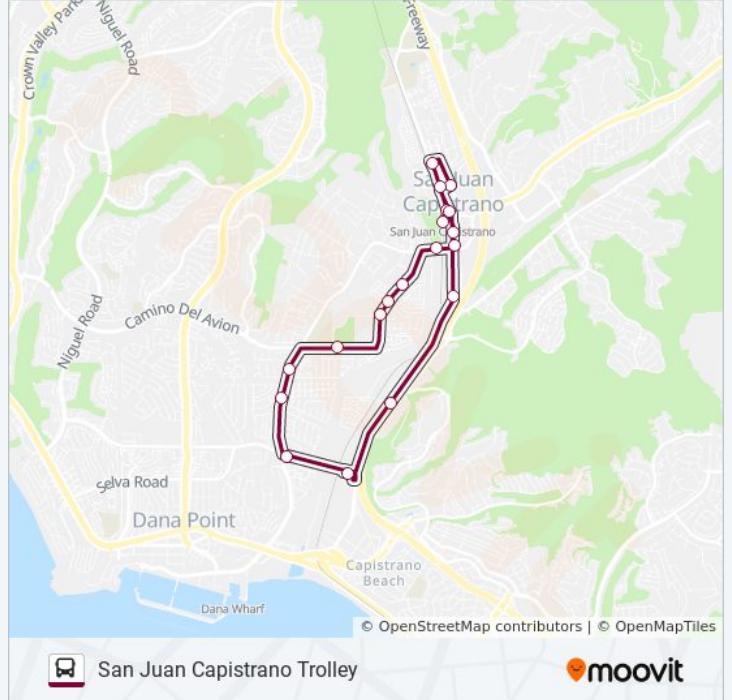 Crown Valley Park
Niguel Road
Freeway
San Juan
Capistrano
San Juan Capistrano
Camino Del Avion
Niguel Road
Selva Road
Dana Point
Capistrano
Beach
Dana Wharf
© OpenStreetMap contributors | © OpenMapTiles
San Juan Capistrano Trolley
moovit